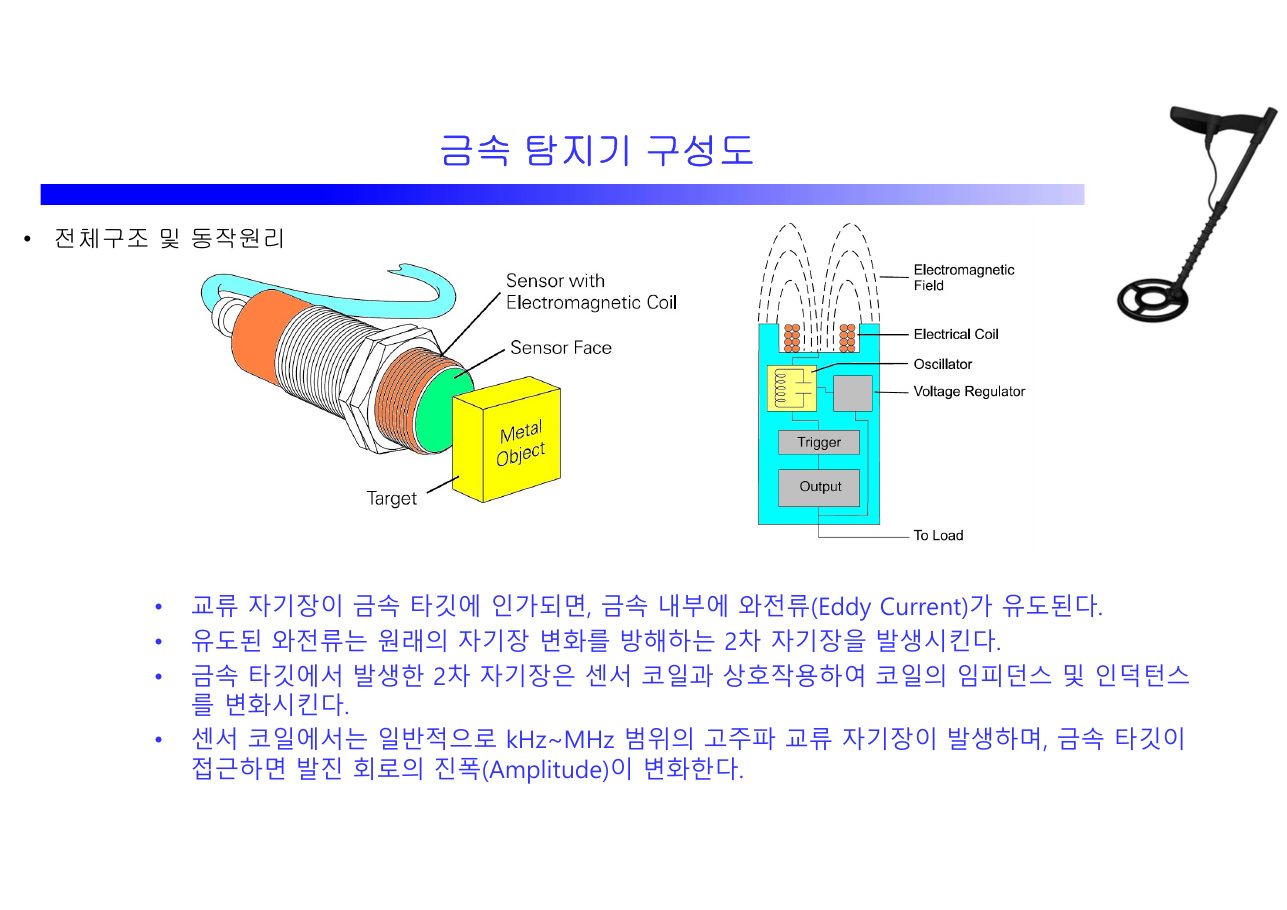 금속 탐지기 구성도
• 전체구조 및 동작원리
Sensor with
Electromagnetic Coil
Sensor Face
Metal
Object
Target
Electromagnetic
Field
Electrical Coil
Oscillator
Voltage Regulator
Trigger
Output
To Load
• 교류 자기장이 금속 타깃에 인가되면, 금속 내부에 와전류(Eddy Current)가 유도된다.
• 유도된 와전류는 원래의 자기장 변화를 방해하는 2차 자기장을 발생시킨다.
• 금속 타깃에서 발생한 2차 자기장은 센서 코일과 상호작용하여 코일의 임피던스 및 인덕턴스
를 변화시킨다.
• 센서 코일에서는 일반적으로 kHz~MHz 범위의 고주파 교류 자기장이 발생하며, 금속 타깃이
접근하면 발진 회로의 진폭(Amplitude)이 변화한다.